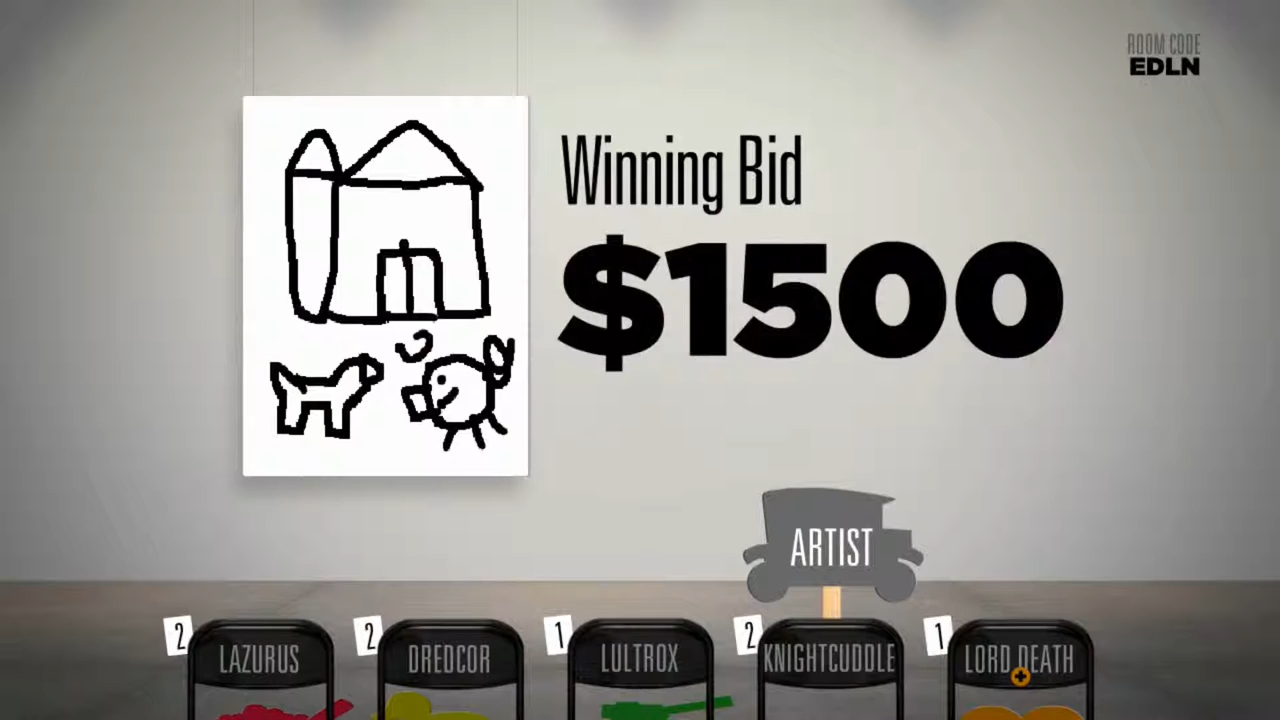 ROOM CODE
EDLN
Winning Bid
$1500
ARTIST
2 2 1 2 1
LAZURUS DREDCOR LULTROX KNIGHTCUDDLE LORD DEATH